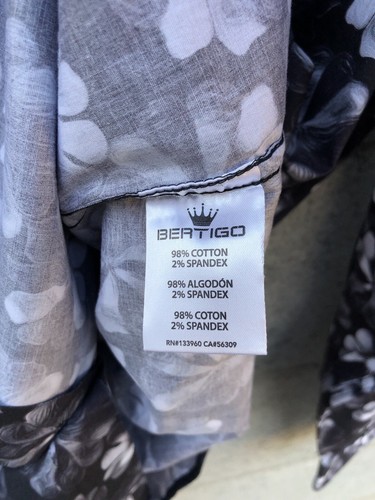 BERTIGO
98% COTTON
2% SPANDEX
98% ALGODÓN
2% SPANDEX
98% COTON
2% SPANDEX
RN#133960 CA#56309